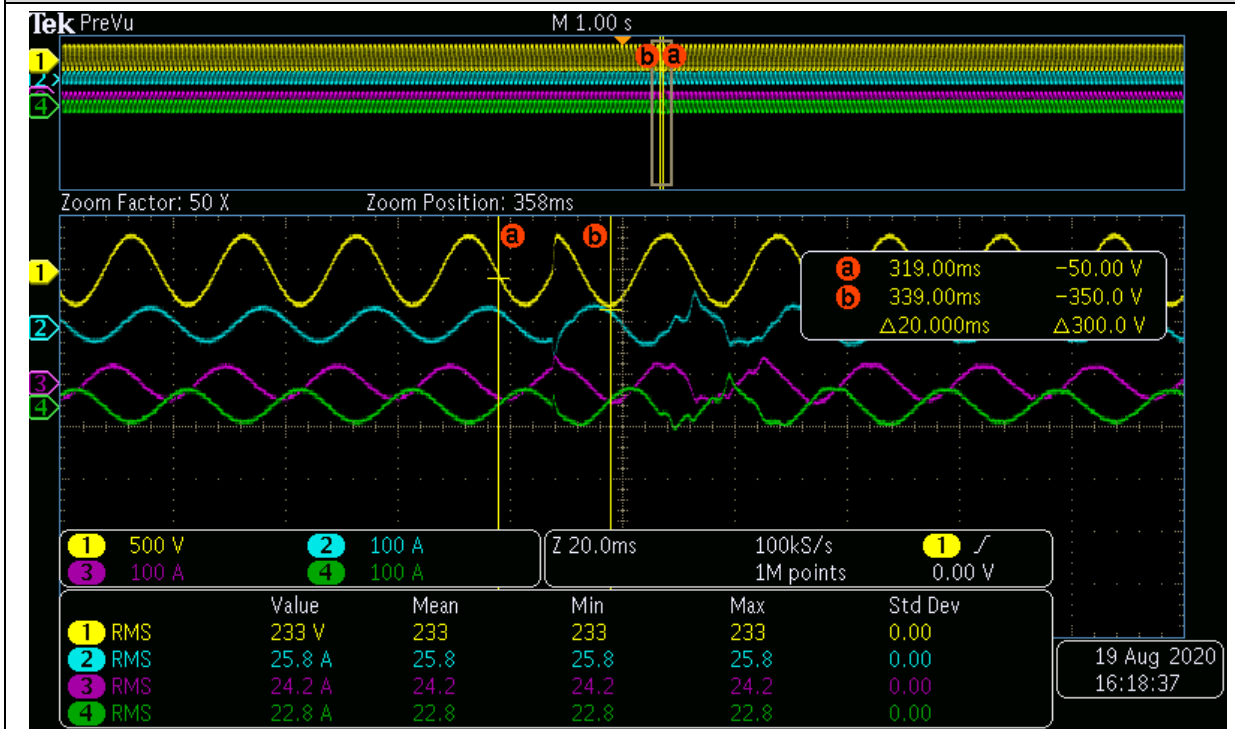 Tek PreVu M 1.00 s
1
b a
2
4
Zoom Factor: 50 X Zoom Position: 358ms
a b
1
a 319.00ms -50.00 V
b 339.00ms -350.0 V
Δ20.000ms Δ300.0 V
2
3
4
1 500 V 2 100 A Z 20.0ms 100kS/s 1
3 100 A 4 100 A 1M points 0.00 V
Value Mean Min Max Std Dev
1 RMS 233 V 233 233 233 0.00
2 RMS 25.8 A 25.8 25.8 25.8 0.00
3 RMS 24.2 A 24.2 24.2 24.2 0.00
4 RMS 22.8 A 22.8 22.8 22.8 0.00
19 Aug 2020
16:18:37